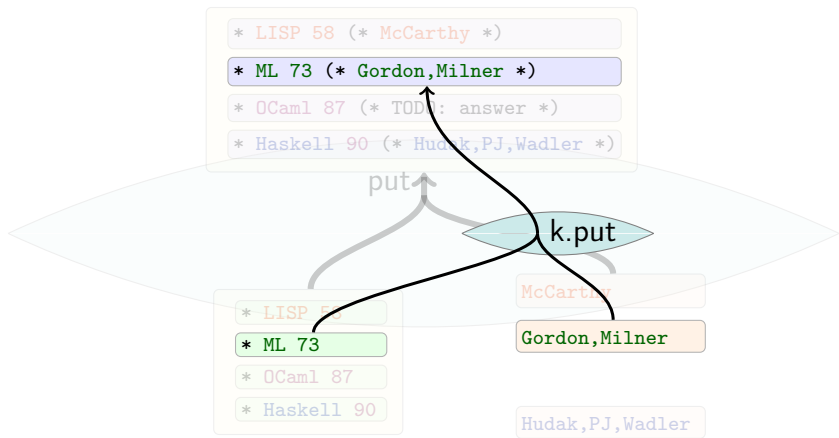 * LISP 58 (* McCarthy *)
* ML 73 (* Gordon,Milner *)
* OCaml 87 (* TODO: answer *)
* Haskell 90 (* Hudak,PJ,Wadler *)
put
k.put
* LISP 58
McCarthy
* ML 73
Gordon,Milner
* OCaml 87
* Haskell 90
Hudak,PJ,Wadler